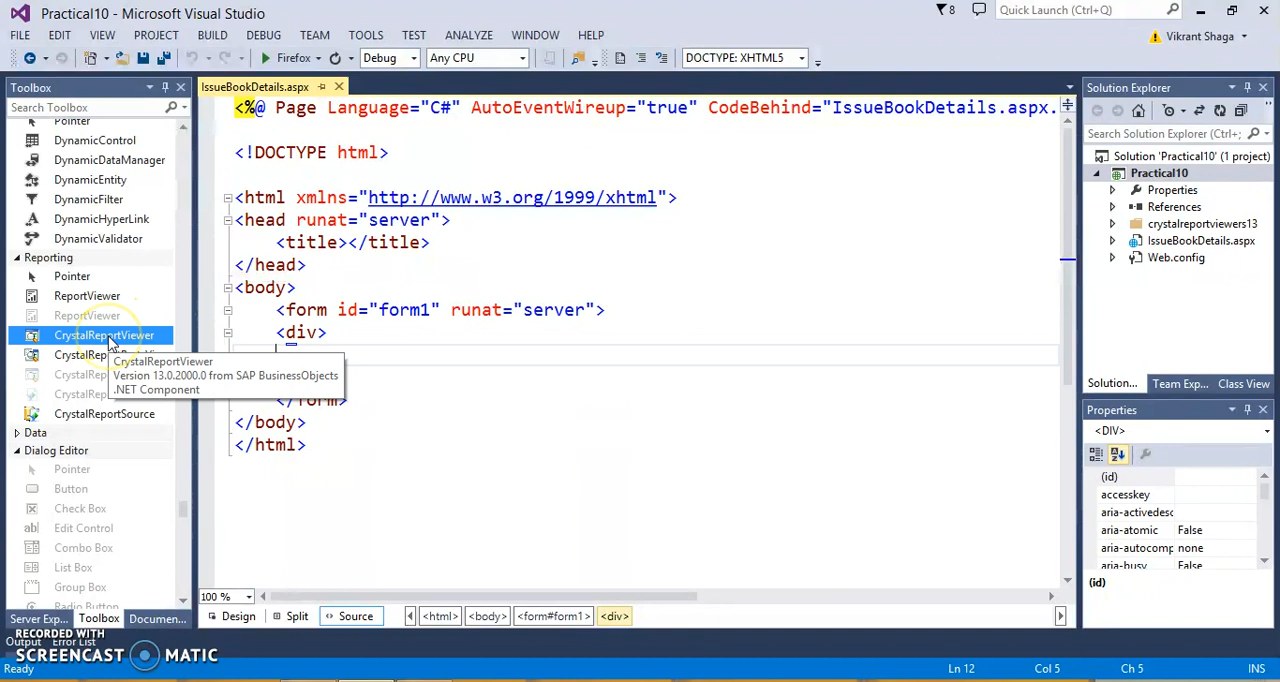 Practical10 - Microsoft Visual Studio
8
Quick Launch (Ctrl+Q)
FILE EDIT VIEW PROJECT BUILD DEBUG TEAM TOOLS TEST ANALYZE WINDOW HELP
Vikrant Shaga
Firefox
Debug
Any CPU
DOCTYPE: XHTML5
Toolbox
Search Toolbox
Pointer
DynamicControl
DynamicDataManager
DynamicEntity
DynamicFilter
DynamicHyperLink
DynamicValidator
Reporting
Pointer
ReportViewer
ReportViewer
CrystalReportViewer
CrystalReportSource
Data
Dialog Editor
Pointer
Button
Check Box
Edit Control
Combo Box
List Box
Group Box
Radio Button
Server Exp... Toolbox Documen...
CrystalReportViewer
Version 13.0.2000.0 from SAP BusinessObjects
.NET Component
IssueBookDetails.aspx
<%@ Page Language="C#" AutoEventWireup="true" CodeBehind="IssueBookDetails.aspx.
<!DOCTYPE html>
<html xmlns="http://www.w3.org/1999/xhtml">
<head runat="server">
<title></title>
</head>
<body>
<form id="form1" runat="server">
<div>
</form>
</body>
</html>
100 %
Design Split Source <html> <body> <form#form1> <div>
Solution Explorer
Search Solution Explorer (Ctrl+;
Solution 'Practical10' (1 project)
Practical10
Properties
References
crystalreportviewers13
IssueBookDetails.aspx
Web.config
Solution... Team Exp... Class View
Properties
<DIV>
(id)
accesskey
aria-activedesc
aria-atomic False
aria-autocomp none
aria-busy False
(id)
Output Error List
RECORDED WITH
SCREENCAST MATIC
Ready
Ln 12
Col 5
Ch 5
INS